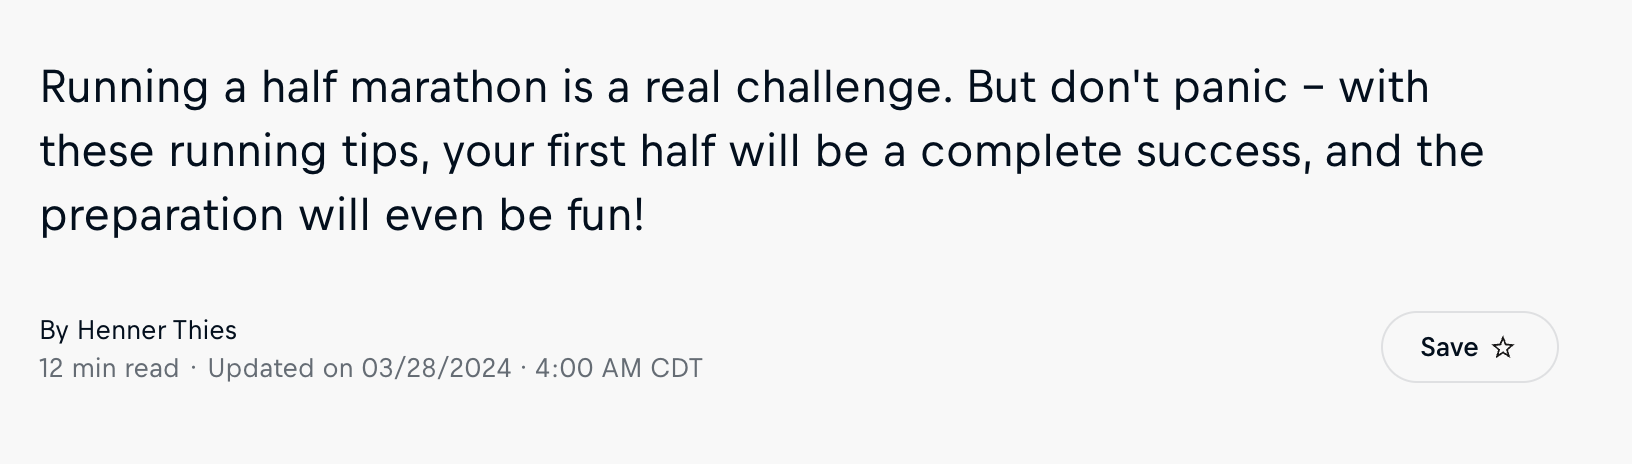 Running a half marathon is a real challenge. But don't panic – with
these running tips, your first half will be a complete success, and the
preparation will even be fun!
By Henner Thies
12 min read · Updated on 03/28/2024 · 4:00 AM CDT
Save ☆